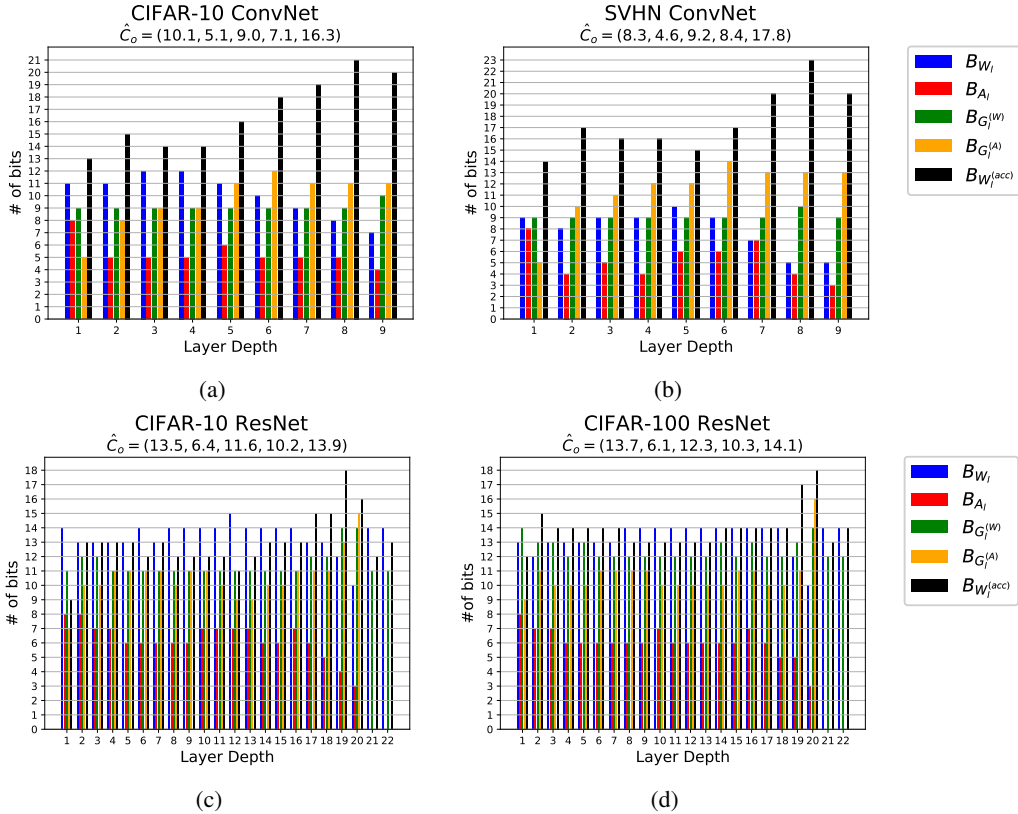 CIFAR-10 ConvNet
Ĉₒ = (10.1, 5.1, 9.0, 7.1, 16.3)
# of bits
21
20
19
18
17
16
15
14
13
12
11
10
9
8
7
6
5
4
3
2
1
0
1 2 3 4 5 6 7 8 9
Layer Depth
(a)
SVHN ConvNet
Ĉₒ = (8.3, 4.6, 9.2, 8.4, 17.8)
# of bits
23
22
21
20
19
18
17
16
15
14
13
12
11
10
9
8
7
6
5
4
3
2
1
0
1 2 3 4 5 6 7 8 9
Layer Depth
(b)
B_{W_l}
B_{A_l}
B_{G_l^{(W)}}
B_{G_l^{(A)}}
B_{W_l^{(acc)}}
CIFAR-10 ResNet
Ĉₒ = (13.5, 6.4, 11.6, 10.2, 13.9)
# of bits
18
17
16
15
14
13
12
11
10
9
8
7
6
5
4
3
2
1
0
1 2 3 4 5 6 7 8 9 10 11 12 13 14 15 16 17 18 19 20 21 22
Layer Depth
(c)
CIFAR-100 ResNet
Ĉₒ = (13.7, 6.1, 12.3, 10.3, 14.1)
#of bits
18
17
16
15
14
13
12
11
10
9
8
7
6
5
4
3
2
1
0
1 2 3 4 5 6 7 8 9 10 11 12 13 14 15 16 17 18 19 20 21 22
Layer Depth
(d)
B_{W_l}
B_{A_l}
B_{G_l^{(W)}}
B_{G_l^{(A)}}
B_{W_l^{(acc)}}